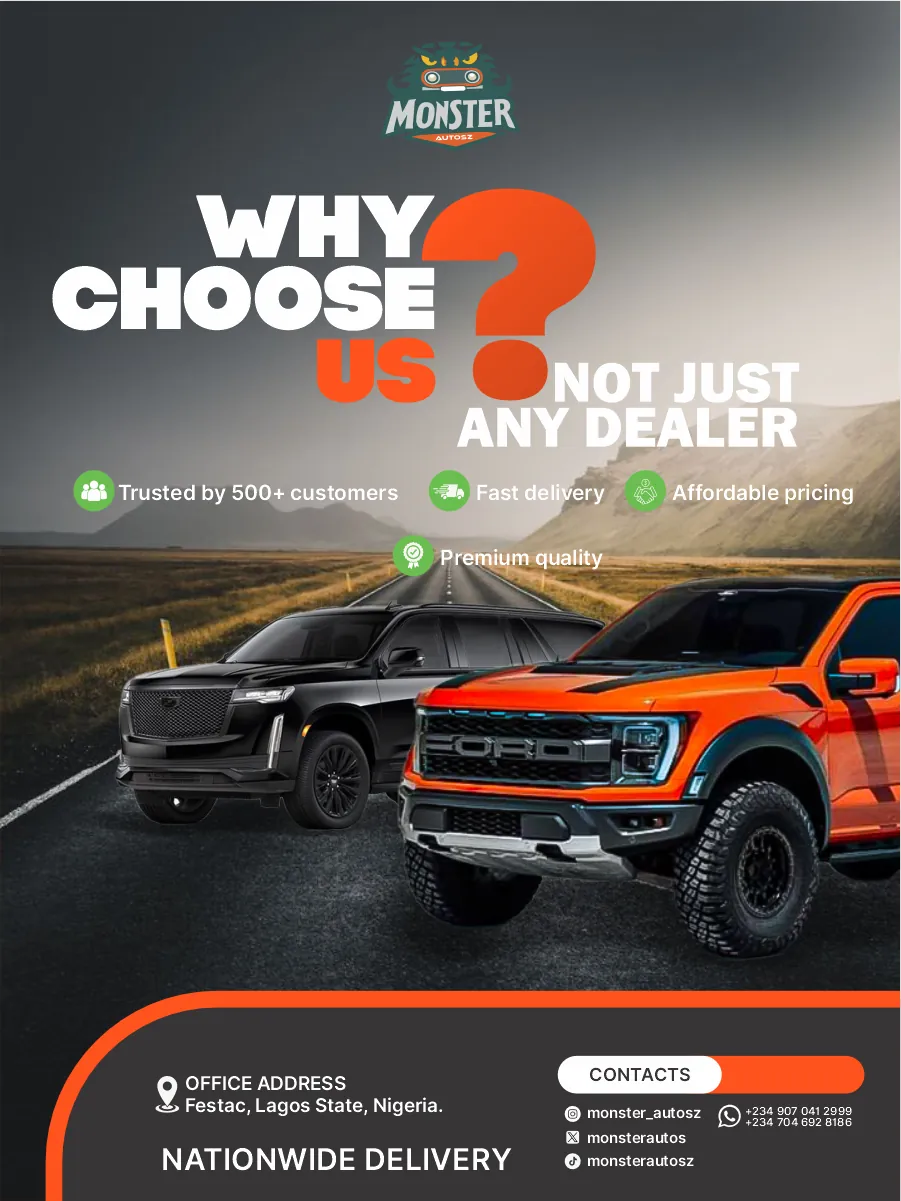 MONSTER
AUTOSZ
WHY
CHOOSE
US
?
NOT JUST
ANY DEALER
Trusted by 500+ customers
Fast delivery
Affordable pricing
Premium quality
FORD
OFFICE ADDRESS
Festac, Lagos State, Nigeria.
NATIONWIDE DELIVERY
CONTACTS
monster_autosz
monsterautos
monsterautosz
+234 907 041 2999
+234 704 692 8186